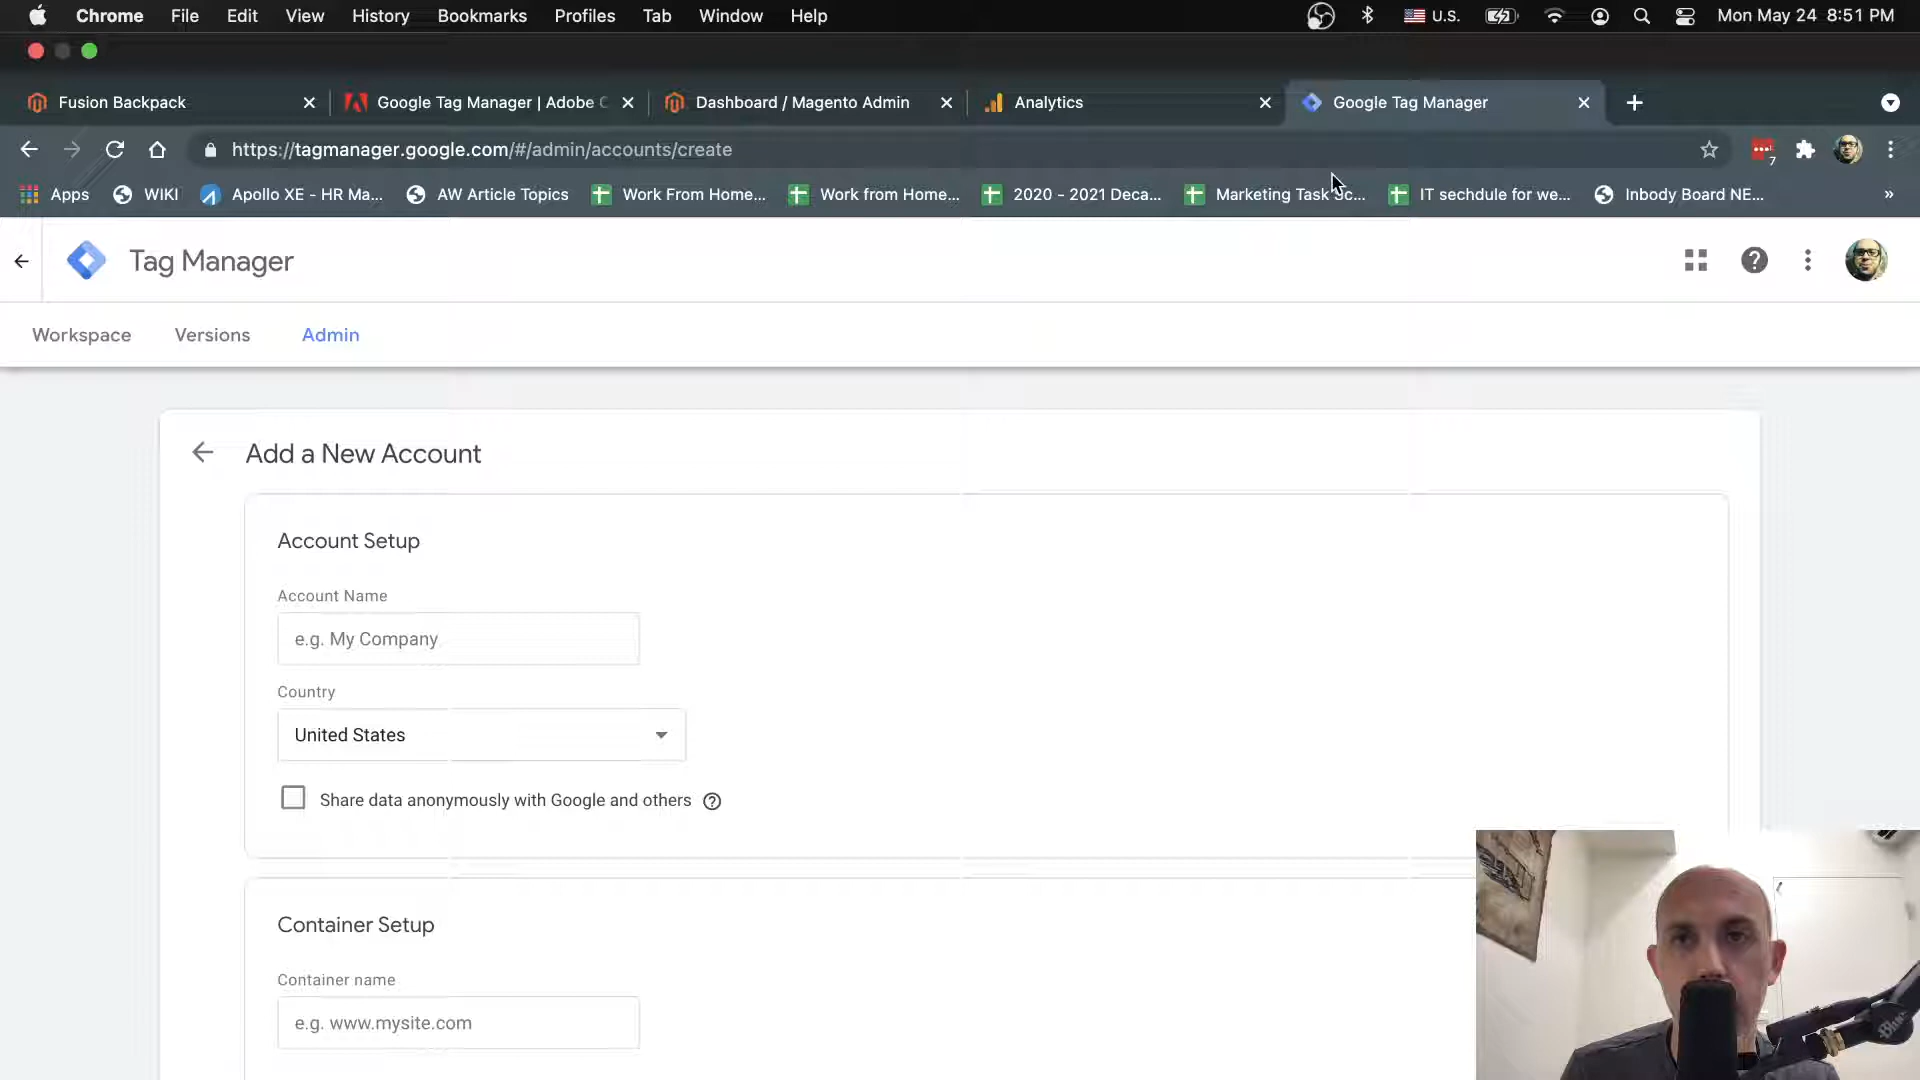 Chrome File Edit View History Bookmarks Profiles Tab Window Help U.S. Mon May 24 8:51 PM
Fusion Backpack Google Tag Manager | Adobe C Dashboard / Magento Admin Analytics Google Tag Manager
https://tagmanager.google.com/#/admin/accounts/create 7
Apps WIKI Apollo XE - HR Ma... AW Article Topics Work From Home... Work from Home... 2020 - 2021 Deca... Marketing Task Sc... IT sechdule for we... Inbody Board NE... »
Tag Manager
Workspace Versions Admin
Add a New Account
Account Setup
Account Name
e.g. My Company
Country
United States
Share data anonymously with Google and others
Container Setup
Container name
e.g. www.mysite.com
Blue